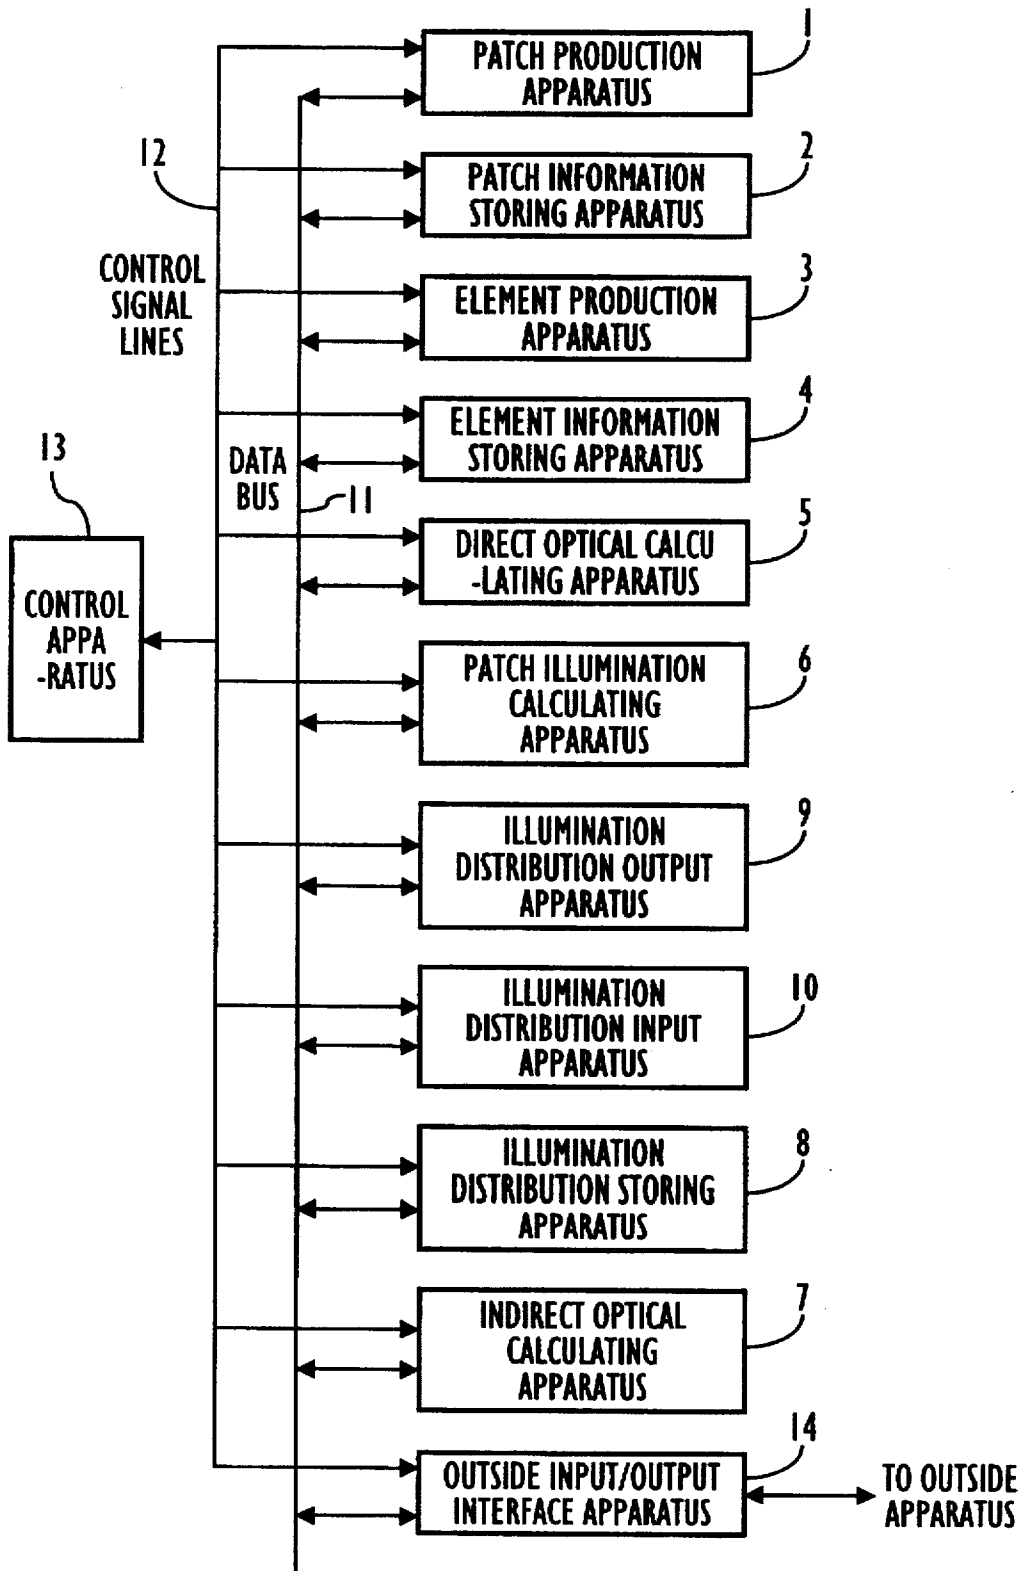 1
PATCH PRODUCTION
APPARATUS
12
2
PATCH INFORMATION
STORING APPARATUS
CONTROL
SIGNAL
LINES
3
ELEMENT PRODUCTION
APPARATUS
4
ELEMENT INFORMATION
STORING APPARATUS
13
DATA
BUS
11
5
DIRECT OPTICAL CALCU
-LATING APPARATUS
CONTROL
APPA
-RATUS
6
PATCH ILLUMINATION
CALCULATING
APPARATUS
9
ILLUMINATION
DISTRIBUTION OUTPUT
APPARATUS
10
ILLUMINATION
DISTRIBUTION INPUT
APPARATUS
8
ILLUMINATION
DISTRIBUTION STORING
APPARATUS
7
INDIRECT OPTICAL
CALCULATING
APPARATUS
14
OUTSIDE INPUT/OUTPUT
INTERFACE APPARATUS
TO OUTSIDE
APPARATUS